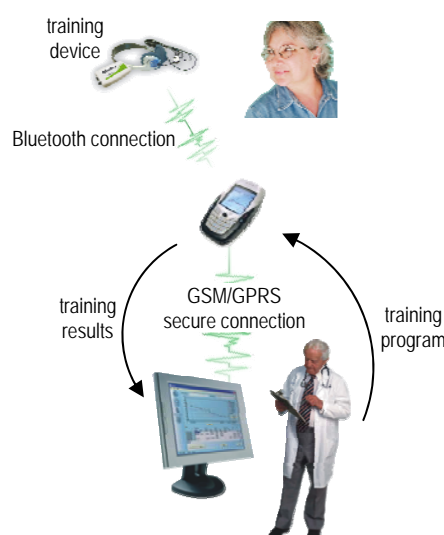 training
device
Bluetooth connection
GSM/GPRS
secure connection
training
results
training
program